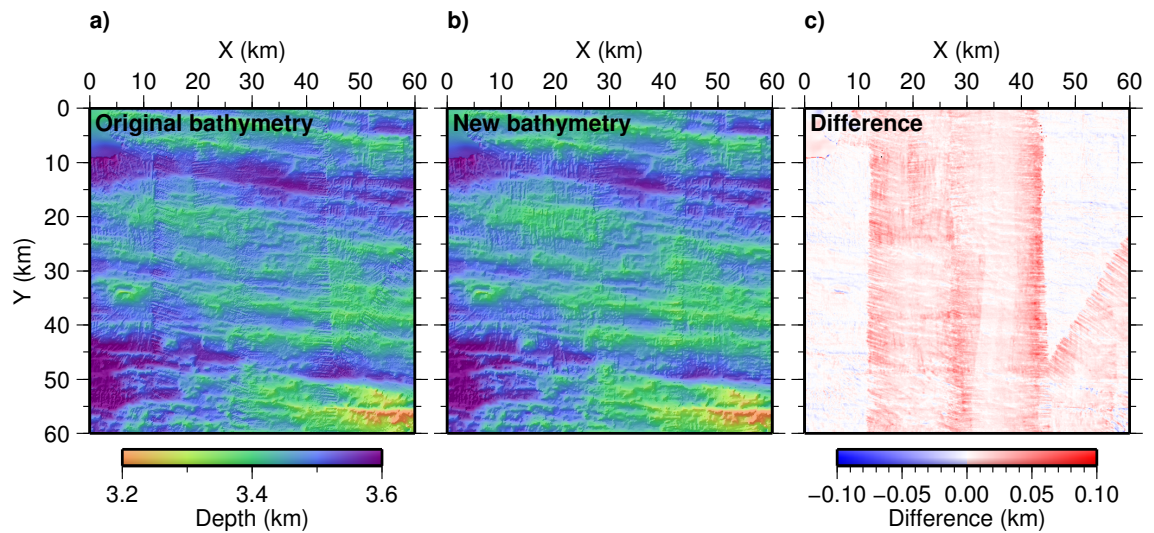 a)
b)
c)
X (km)
X (km)
X (km)
0 10 20 30 40 50 60
0 10 20 30 40 50 60
0 10 20 30 40 50 60
0
10
20
30
40
50
60
Y (km)
Original bathymetry
New bathymetry
Difference
3.2 3.4 3.6
Depth (km)
−0.10 −0.05 0.00 0.05 0.10
Difference (km)